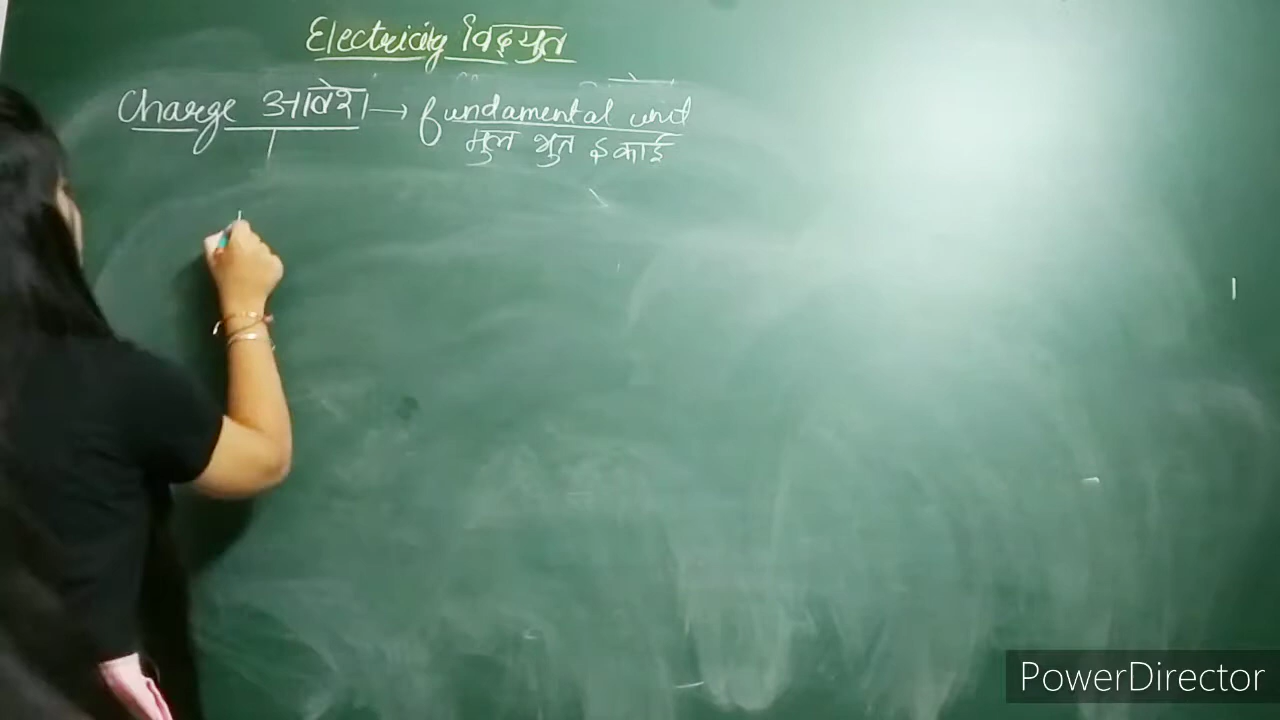 Electricity विद्युत
Charge आवेश → fundamental unit
मुल भुत इकाई
PowerDirector